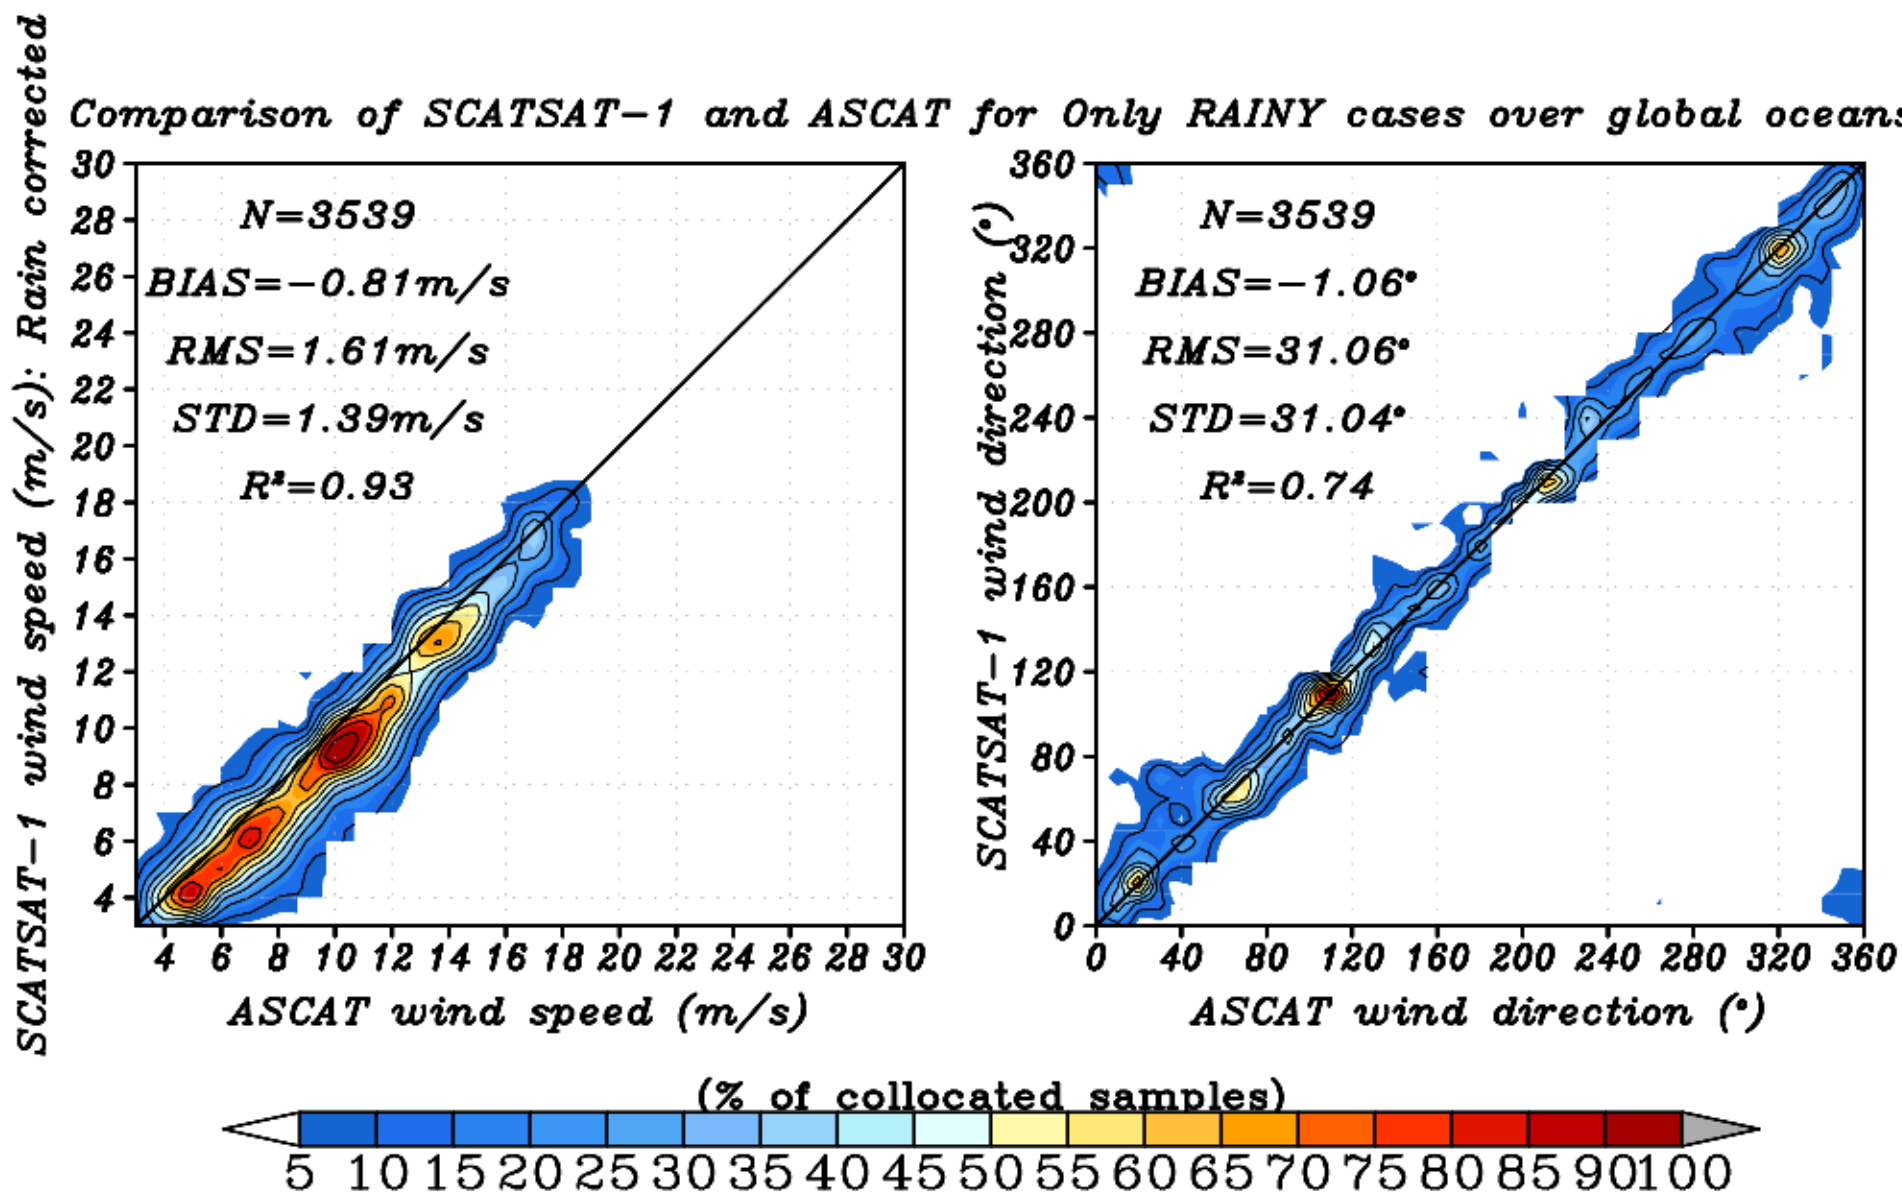 Comparison of SCATSAT-1 and ASCAT for Only RAINY cases over global oceans
SCATSAT-1 wind speed (m/s): Rain corrected
30
28
26
24
22
20
18
16
14
12
10
8
6
4
N=3539
BIAS=-0.81m/s
RMS=1.61m/s
STD=1.39m/s
R²=0.93
4 6 8 10 12 14 16 18 20 22 24 26 28 30
ASCAT wind speed (m/s)
SCATSAT-1 wind direction (°)
360
320
280
240
200
160
120
80
40
0
N=3539
BIAS=-1.06°
RMS=31.06°
STD=31.04°
R²=0.74
0 40 80 120 160 200 240 280 320 360
ASCAT wind direction (°)
(% of collocated samples)
5 10 15 20 25 30 35 40 45 50 55 60 65 70 75 80 85 90 100